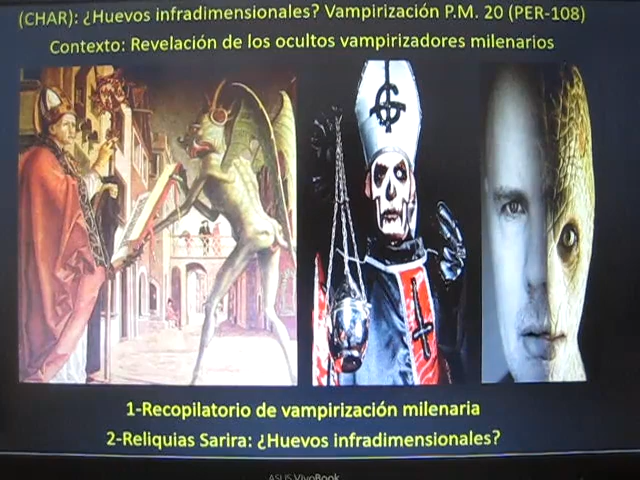 (CHAR): ¿Huevos infradimensionales? Vampirización P.M. 20 (PER-108)
Contexto: Revelación de los ocultos vampirizadores milenarios
1-Recopilatorio de vampirización milenaria
2-Reliquias Sarira: ¿Huevos infradimensionales?
ASUS VivoBook